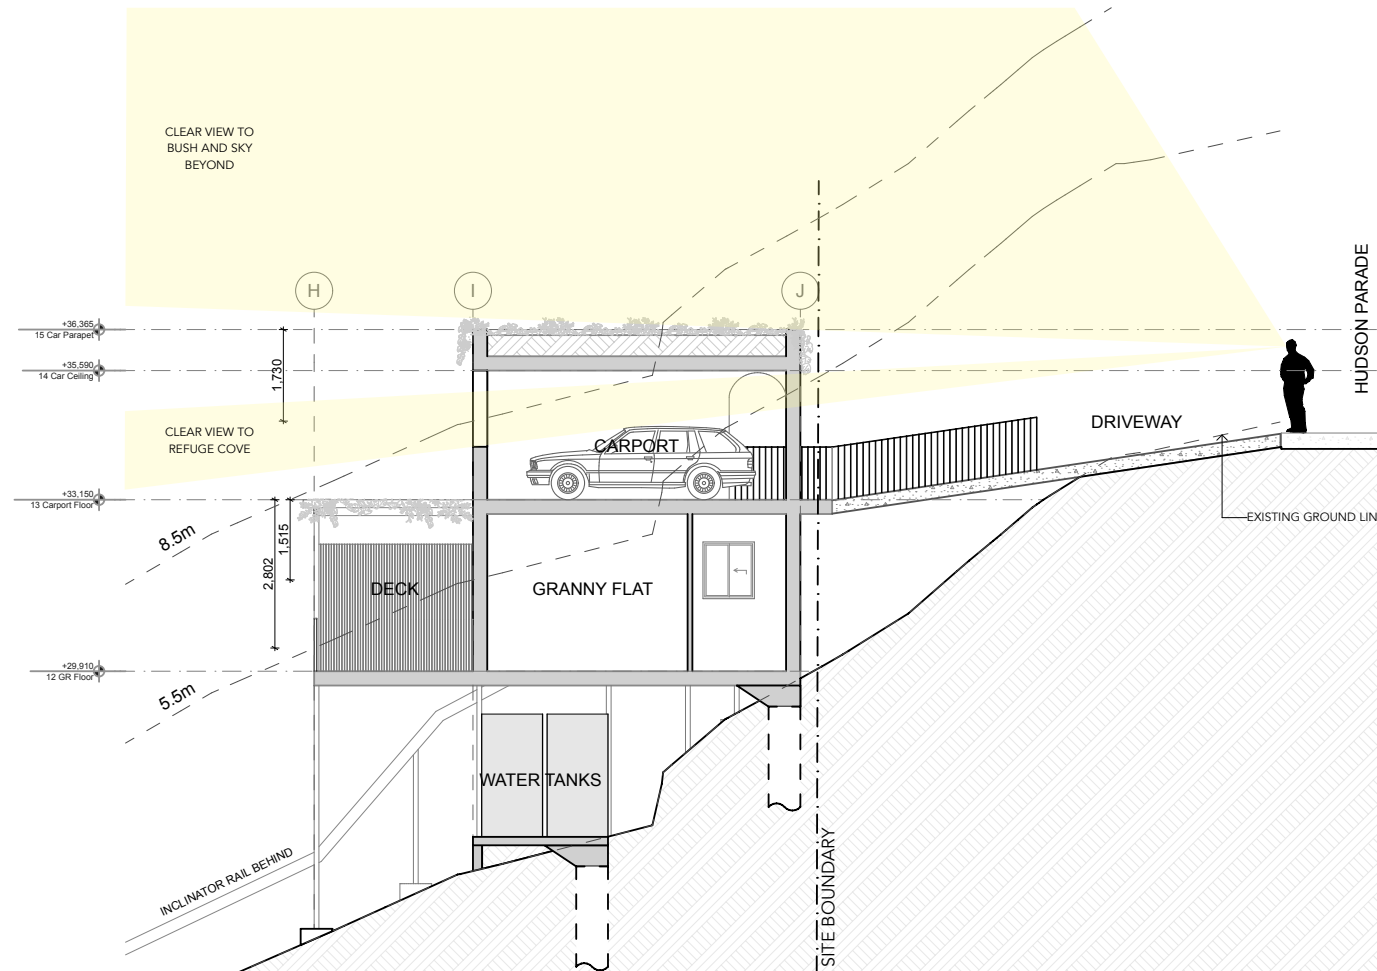 CLEAR VIEW TO
BUSH AND SKY
BEYOND
HUDSON PARADE
H
I
J
+36,365
15 Car Parapet
+35,590
14 Car Ceiling
1,730
CLEAR VIEW TO
REFUGE COVE
CARPORT
DRIVEWAY
+33,150
13 Carport Floor
EXISTING GROUND LIN
8.5m
1,515
2,802
DECK
GRANNY FLAT
+29,910
12 GR Floor
5.5m
WATER TANKS
INCLINATOR RAIL BEHIND
SITE BOUNDARY